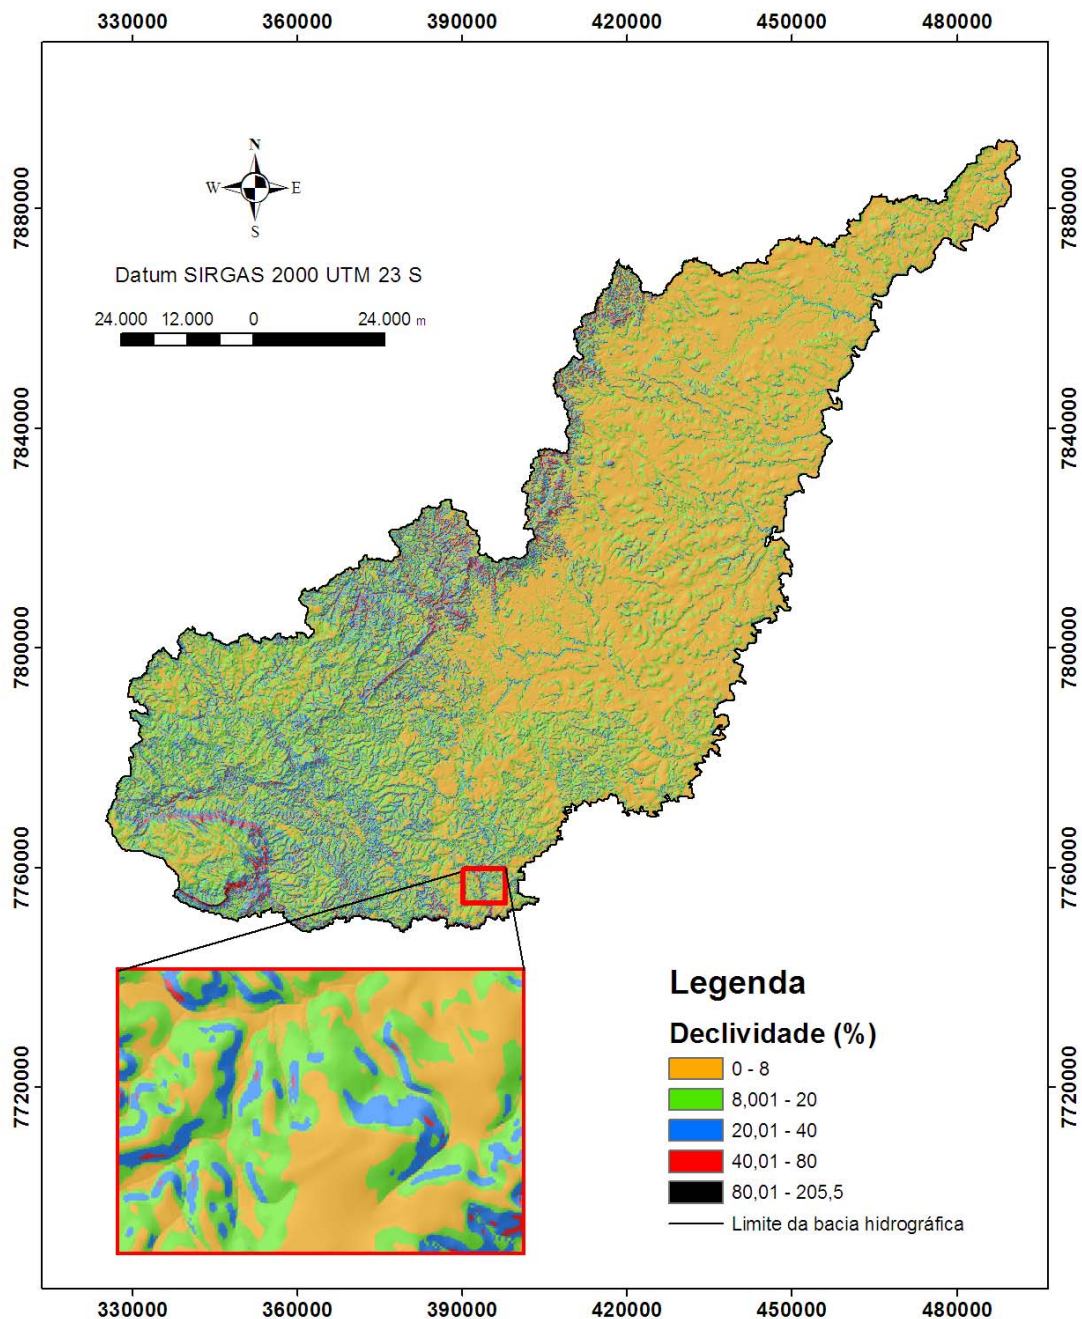 330000 360000 390000 420000 450000 480000
N
W E
S
Datum SIRGAS 2000 UTM 23 S
24.000 12.000 0 24.000 m
7880000 7880000
7840000 7840000
7800000 7800000
7760000 7760000
7720000 7720000
Legenda
Declividade (%)
0 - 8
8,001 - 20
20,01 - 40
40,01 - 80
80,01 - 205,5
Limite da bacia hidrográfica
330000 360000 390000 420000 450000 480000